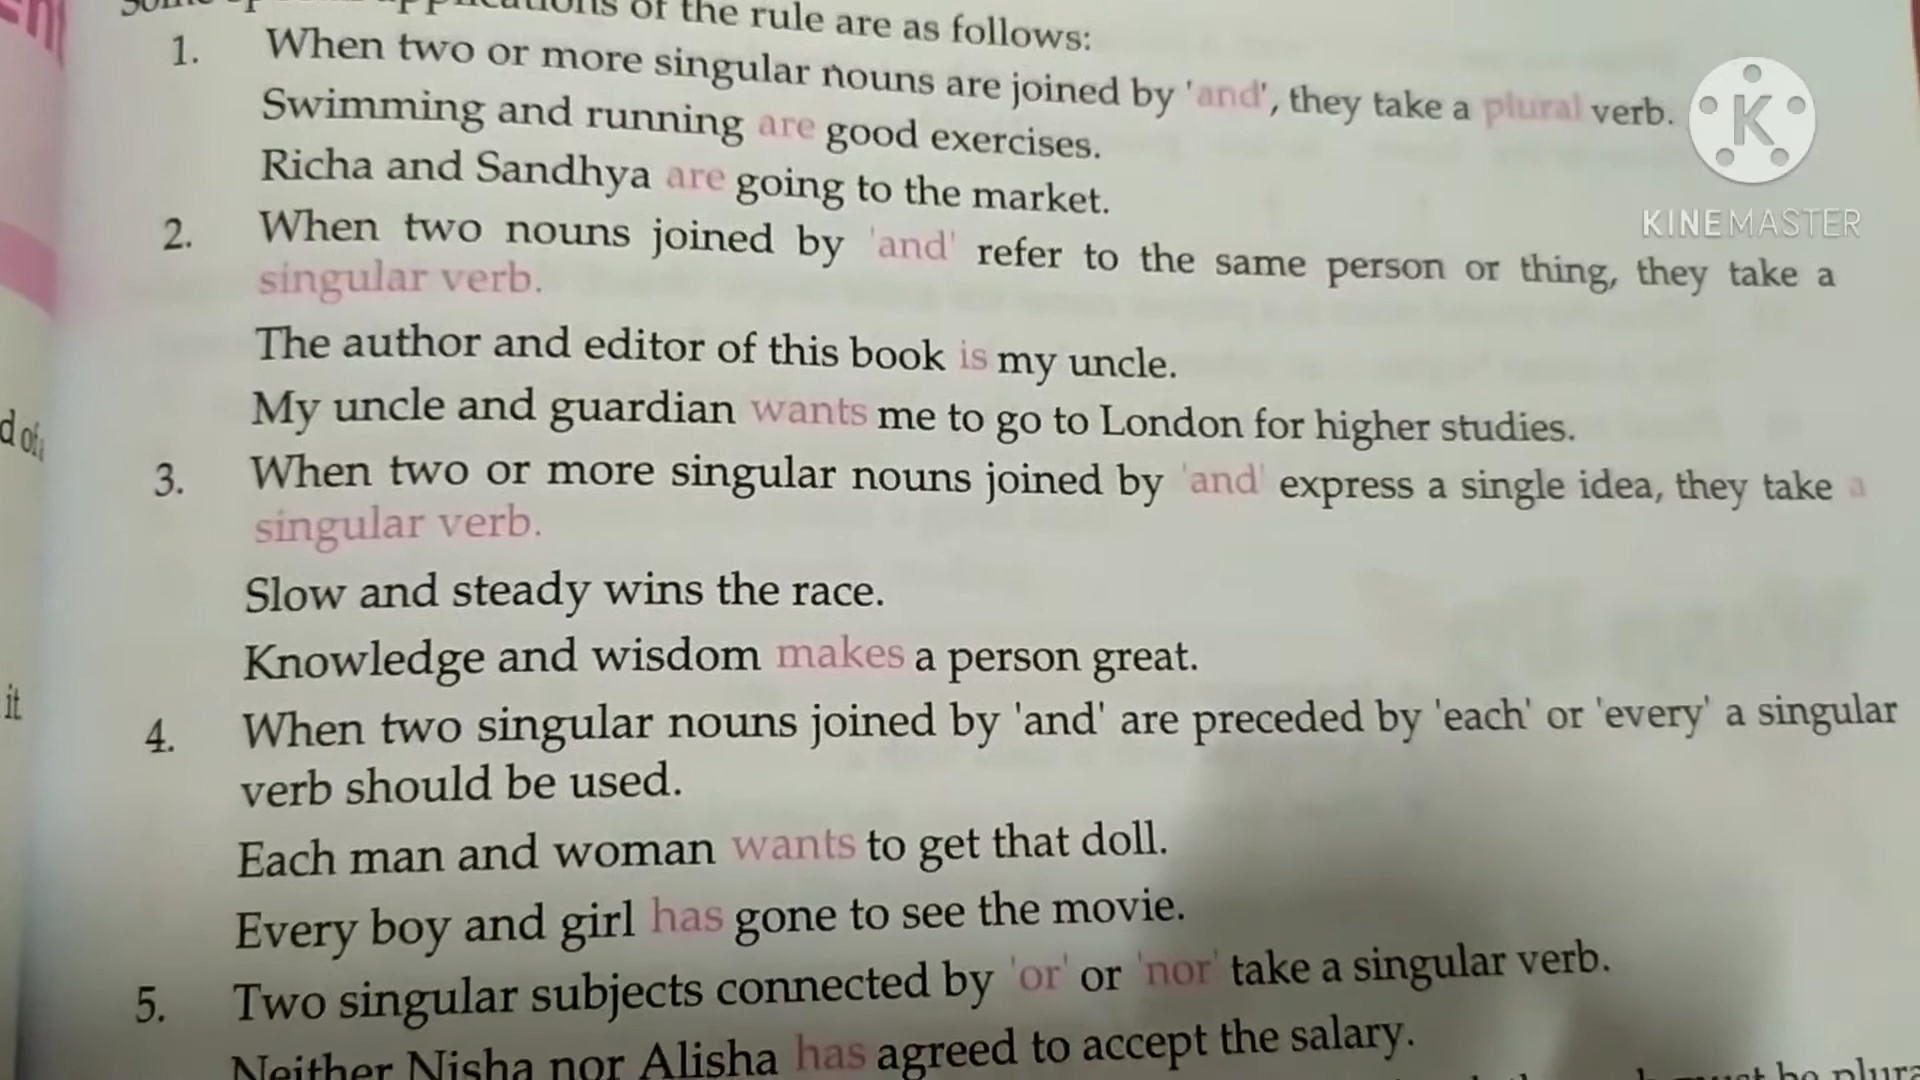 of the rule are as follows:
1. When two or more singular nouns are joined by 'and', they take a plural verb.
Swimming and running are good exercises.
Richa and Sandhya are going to the market.
2. When two nouns joined by 'and' refer to the same person or thing, they take a
singular verb.
The author and editor of this book is my uncle.
My uncle and guardian wants me to go to London for higher studies.
3. When two or more singular nouns joined by 'and' express a single idea, they take a
singular verb.
Slow and steady wins the race.
Knowledge and wisdom makes a person great.
4. When two singular nouns joined by 'and' are preceded by 'each' or 'every' a singular
verb should be used.
Each man and woman wants to get that doll.
Every boy and girl has gone to see the movie.
5. Two singular subjects connected by 'or' or 'nor' take a singular verb.
Neither Nisha nor Alisha has agreed to accept the salary.
K
KINEMASTER
it